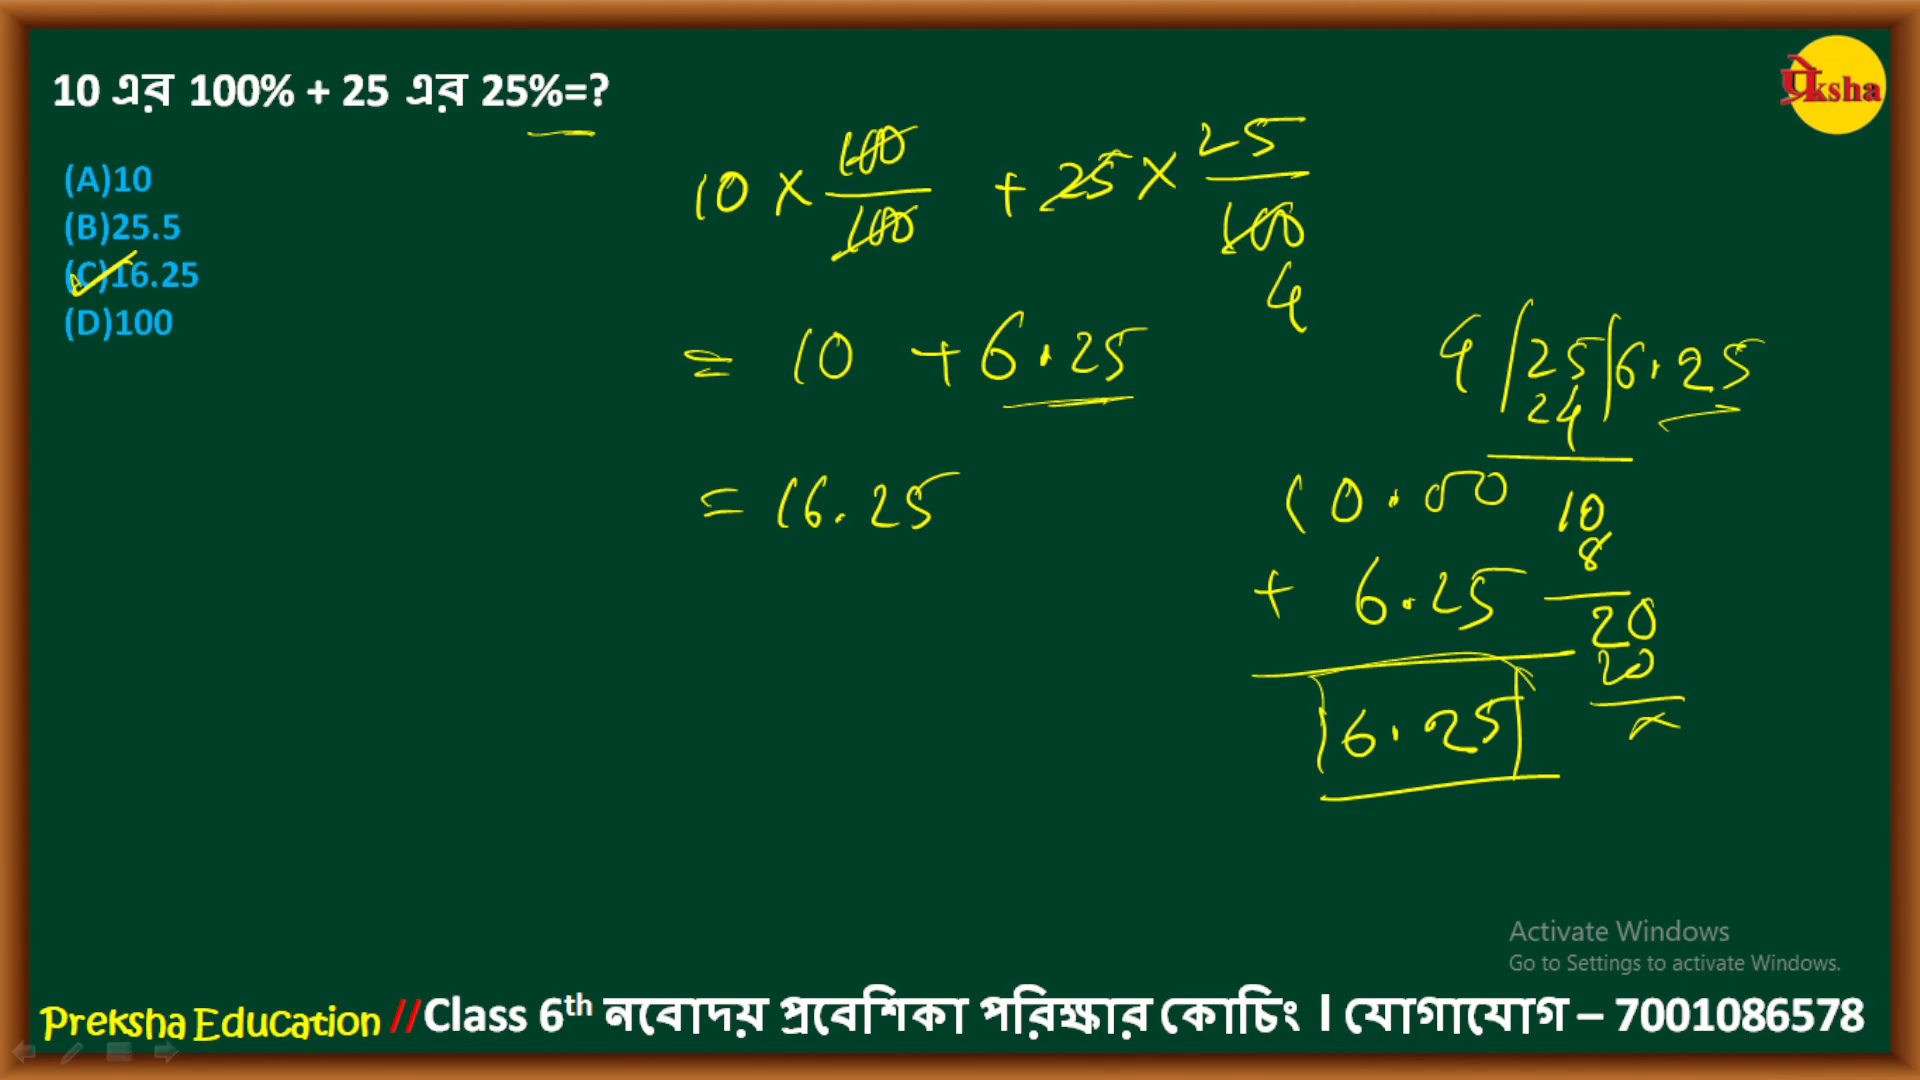 10 এর 100% + 25 এর 25%=?
(A)10
(B)25.5
(C)16.25
(D)100
প্রেksha
10 × 100/100 + 25 × 25/100
4
= 10 + 6.25
= 16.25
4 25 6.25
24
10
8
20
20
×
10.00
+ 6.25
16.25
Activate Windows
Go to Settings to activate Windows.
Preksha Education //Class 6th নবোদয় প্রবেশিকা পরিক্ষার কোচিং । যোগাযোগ – 7001086578